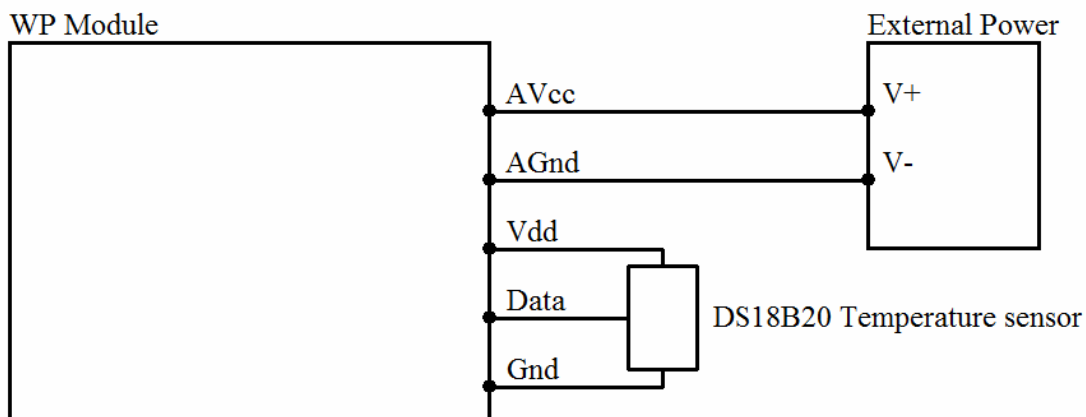 WP Module
External Power
AVcc
V+
AGnd
V-
Vdd
Data
DS18B20 Temperature sensor
Gnd